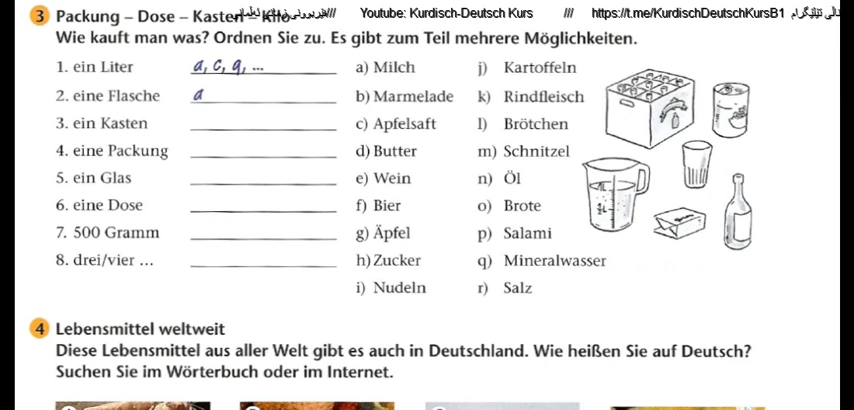 3 Packung – Dose – Kasten – Kilo /// Youtube: Kurdisch-Deutsch Kurs /// https://t.me/KurdischDeutschKursB1
Wie kauft man was? Ordnen Sie zu. Es gibt zum Teil mehrere Möglichkeiten.
1. ein Liter a, c, q, ... a) Milch j) Kartoffeln
2. eine Flasche a b) Marmelade k) Rindfleisch
3. ein Kasten c) Apfelsaft l) Brötchen
4. eine Packung d) Butter m) Schnitzel
5. ein Glas e) Wein n) Öl
6. eine Dose f) Bier o) Brote
7. 500 Gramm g) Äpfel p) Salami
8. drei/vier ... h) Zucker q) Mineralwasser
i) Nudeln r) Salz
4 Lebensmittel weltweit
Diese Lebensmittel aus aller Welt gibt es auch in Deutschland. Wie heißen Sie auf Deutsch?
Suchen Sie im Wörterbuch oder im Internet.